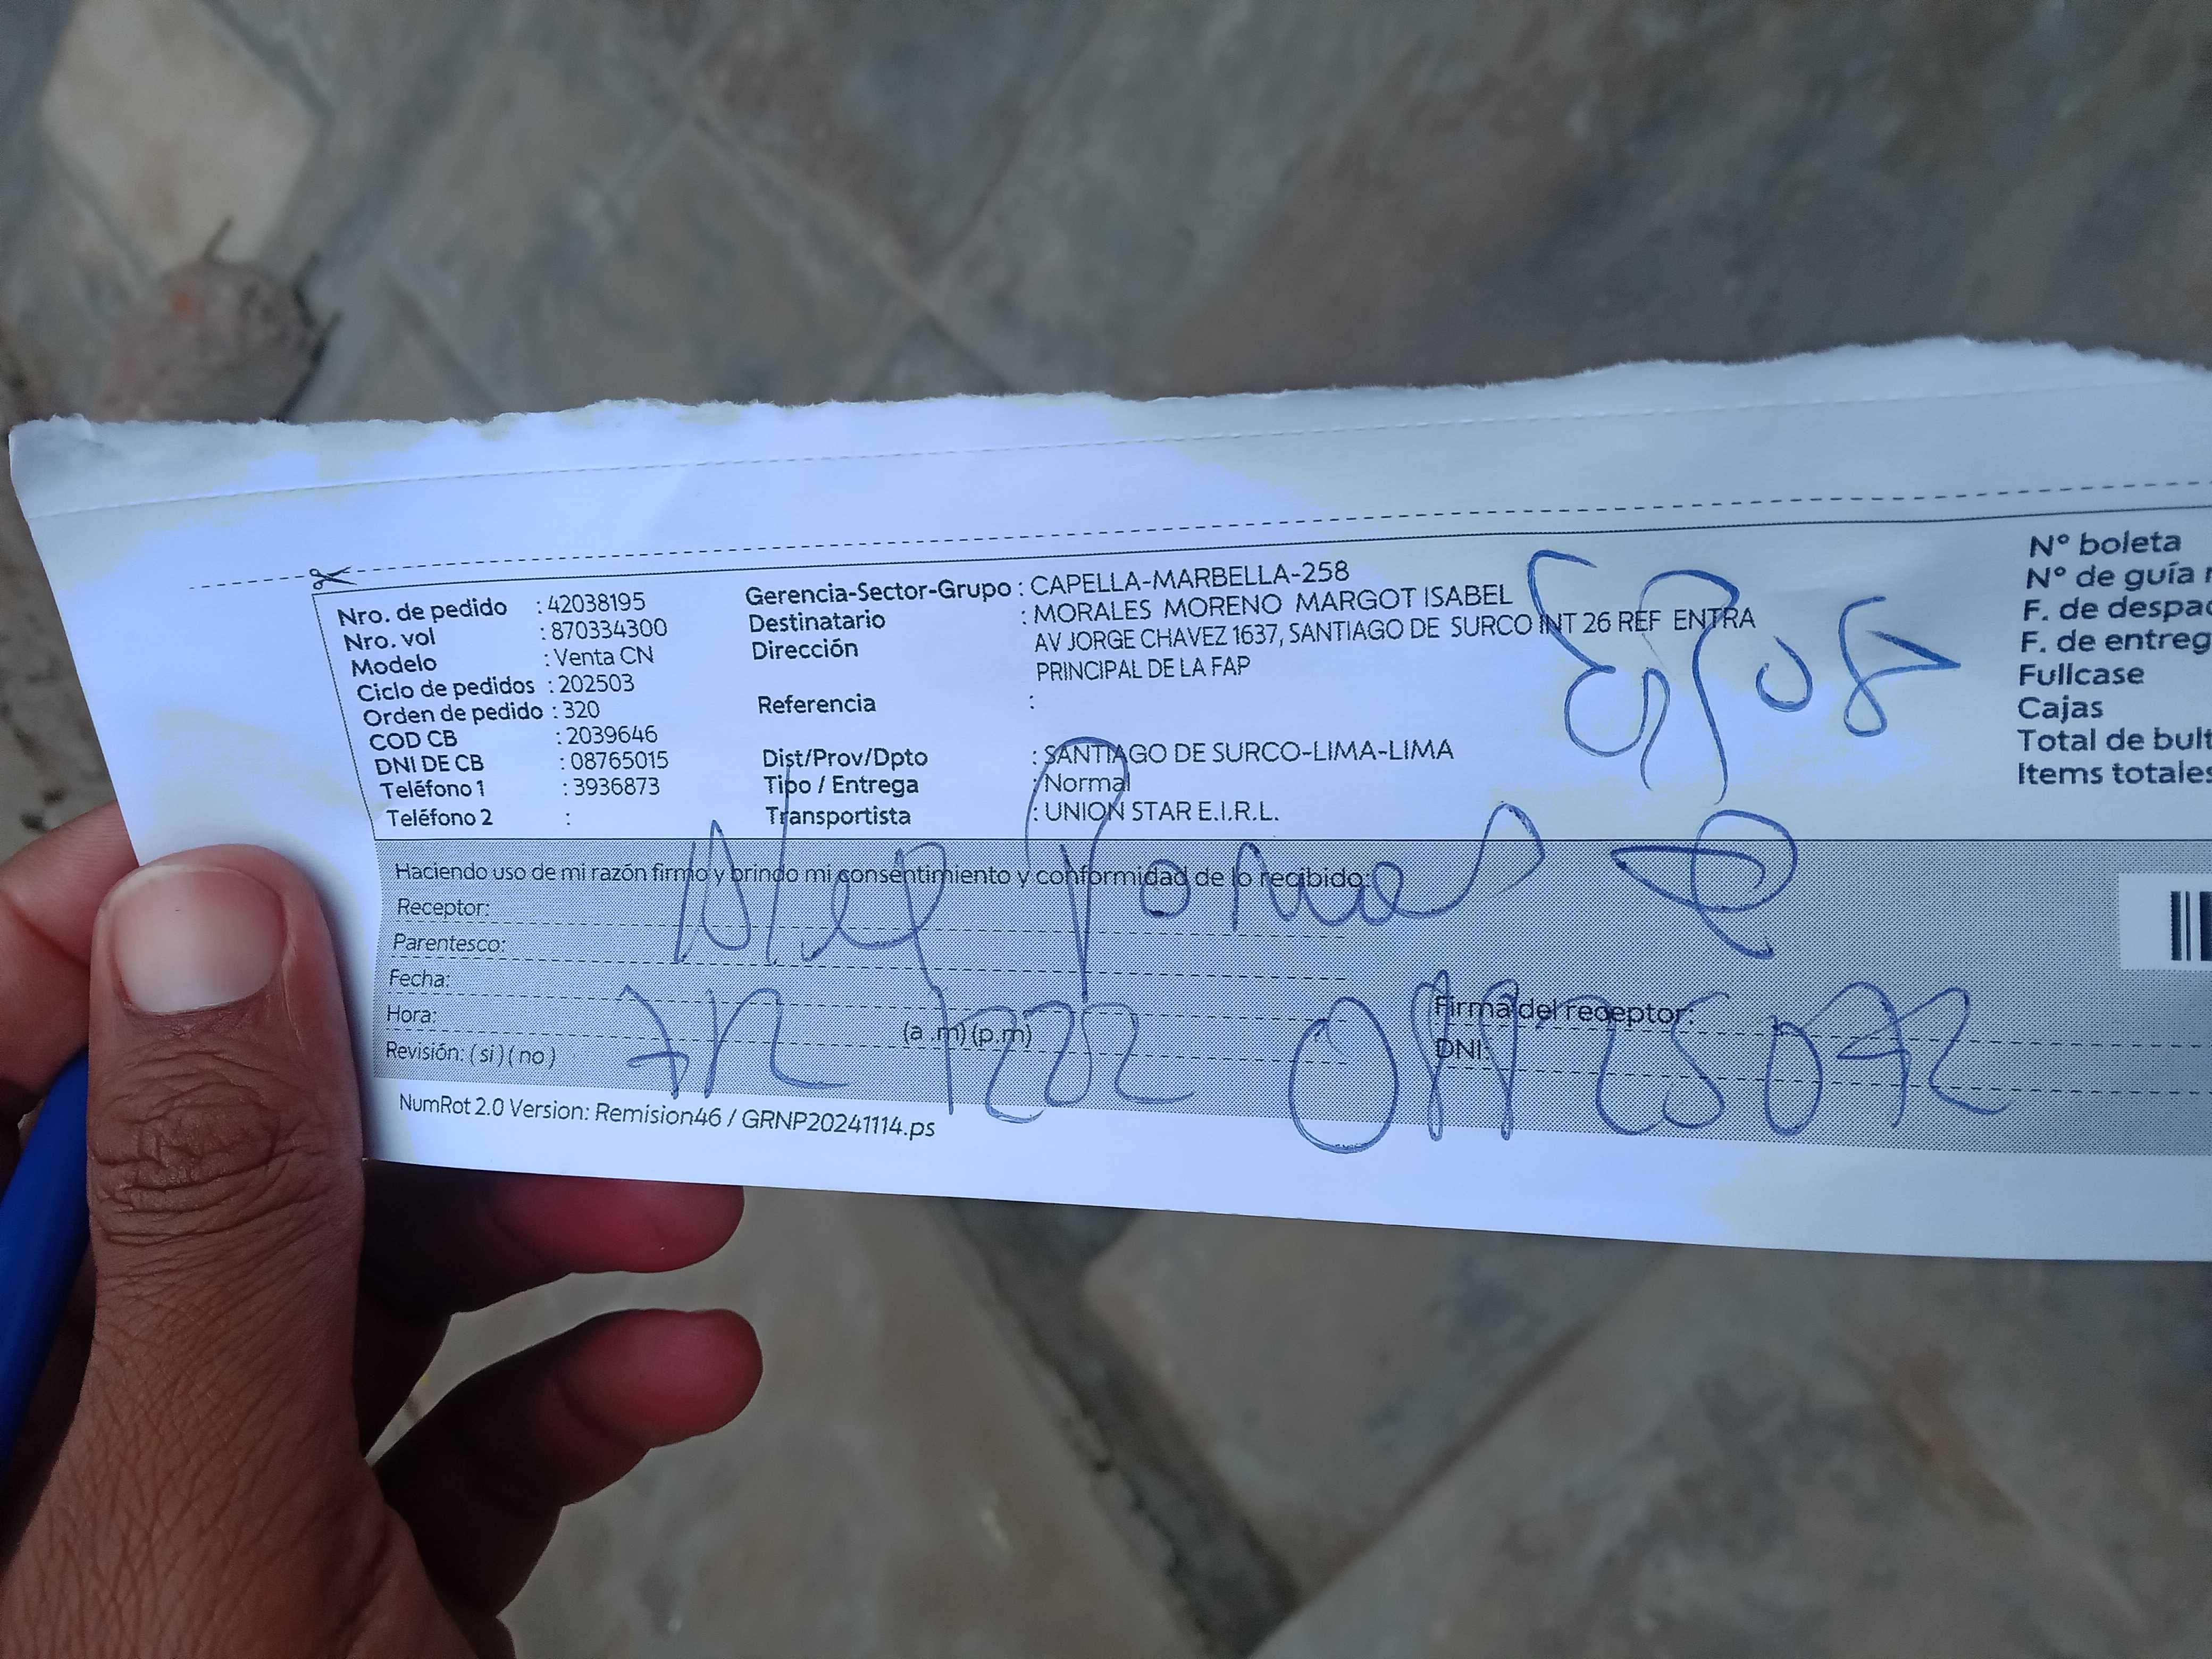 Nro. de pedido : 42038195
Nro. vol : 870334300
Modelo : Venta CN
Ciclo de pedidos : 202503
Orden de pedido : 320
COD CB : 2039646
DNI DE CB : 08765015
Teléfono 1 : 3936873
Teléfono 2 :
Gerencia-Sector-Grupo : CAPELLA-MARBELLA-258
Destinatario : MORALES MORENO MARGOT ISABEL
Dirección AV JORGE CHAVEZ 1637, SANTIAGO DE SURCO INT 26 REF ENTRA
PRINCIPAL DE LA FAP
Referencia :
Dist/Prov/Dpto : SANTIAGO DE SURCO-LIMA-LIMA
Tipo / Entrega : Normal
Transportista : UNION STAR E.I.R.L.
N° boleta
N° de guía
F. de despa
F. de entreg
Fullcase
Cajas
Total de bult
Items totales
Haciendo uso de mi razón firmo y brindo mi consentimiento y conformidad de lo recibido:
Receptor:
Parentesco:
Fecha:
Hora: (a .m) (p.m)
Revisión: ( si ) ( no )
Firma del receptor:
DNI:
NumRot 2.0 Version: Remision46 / GRNP20241114.ps